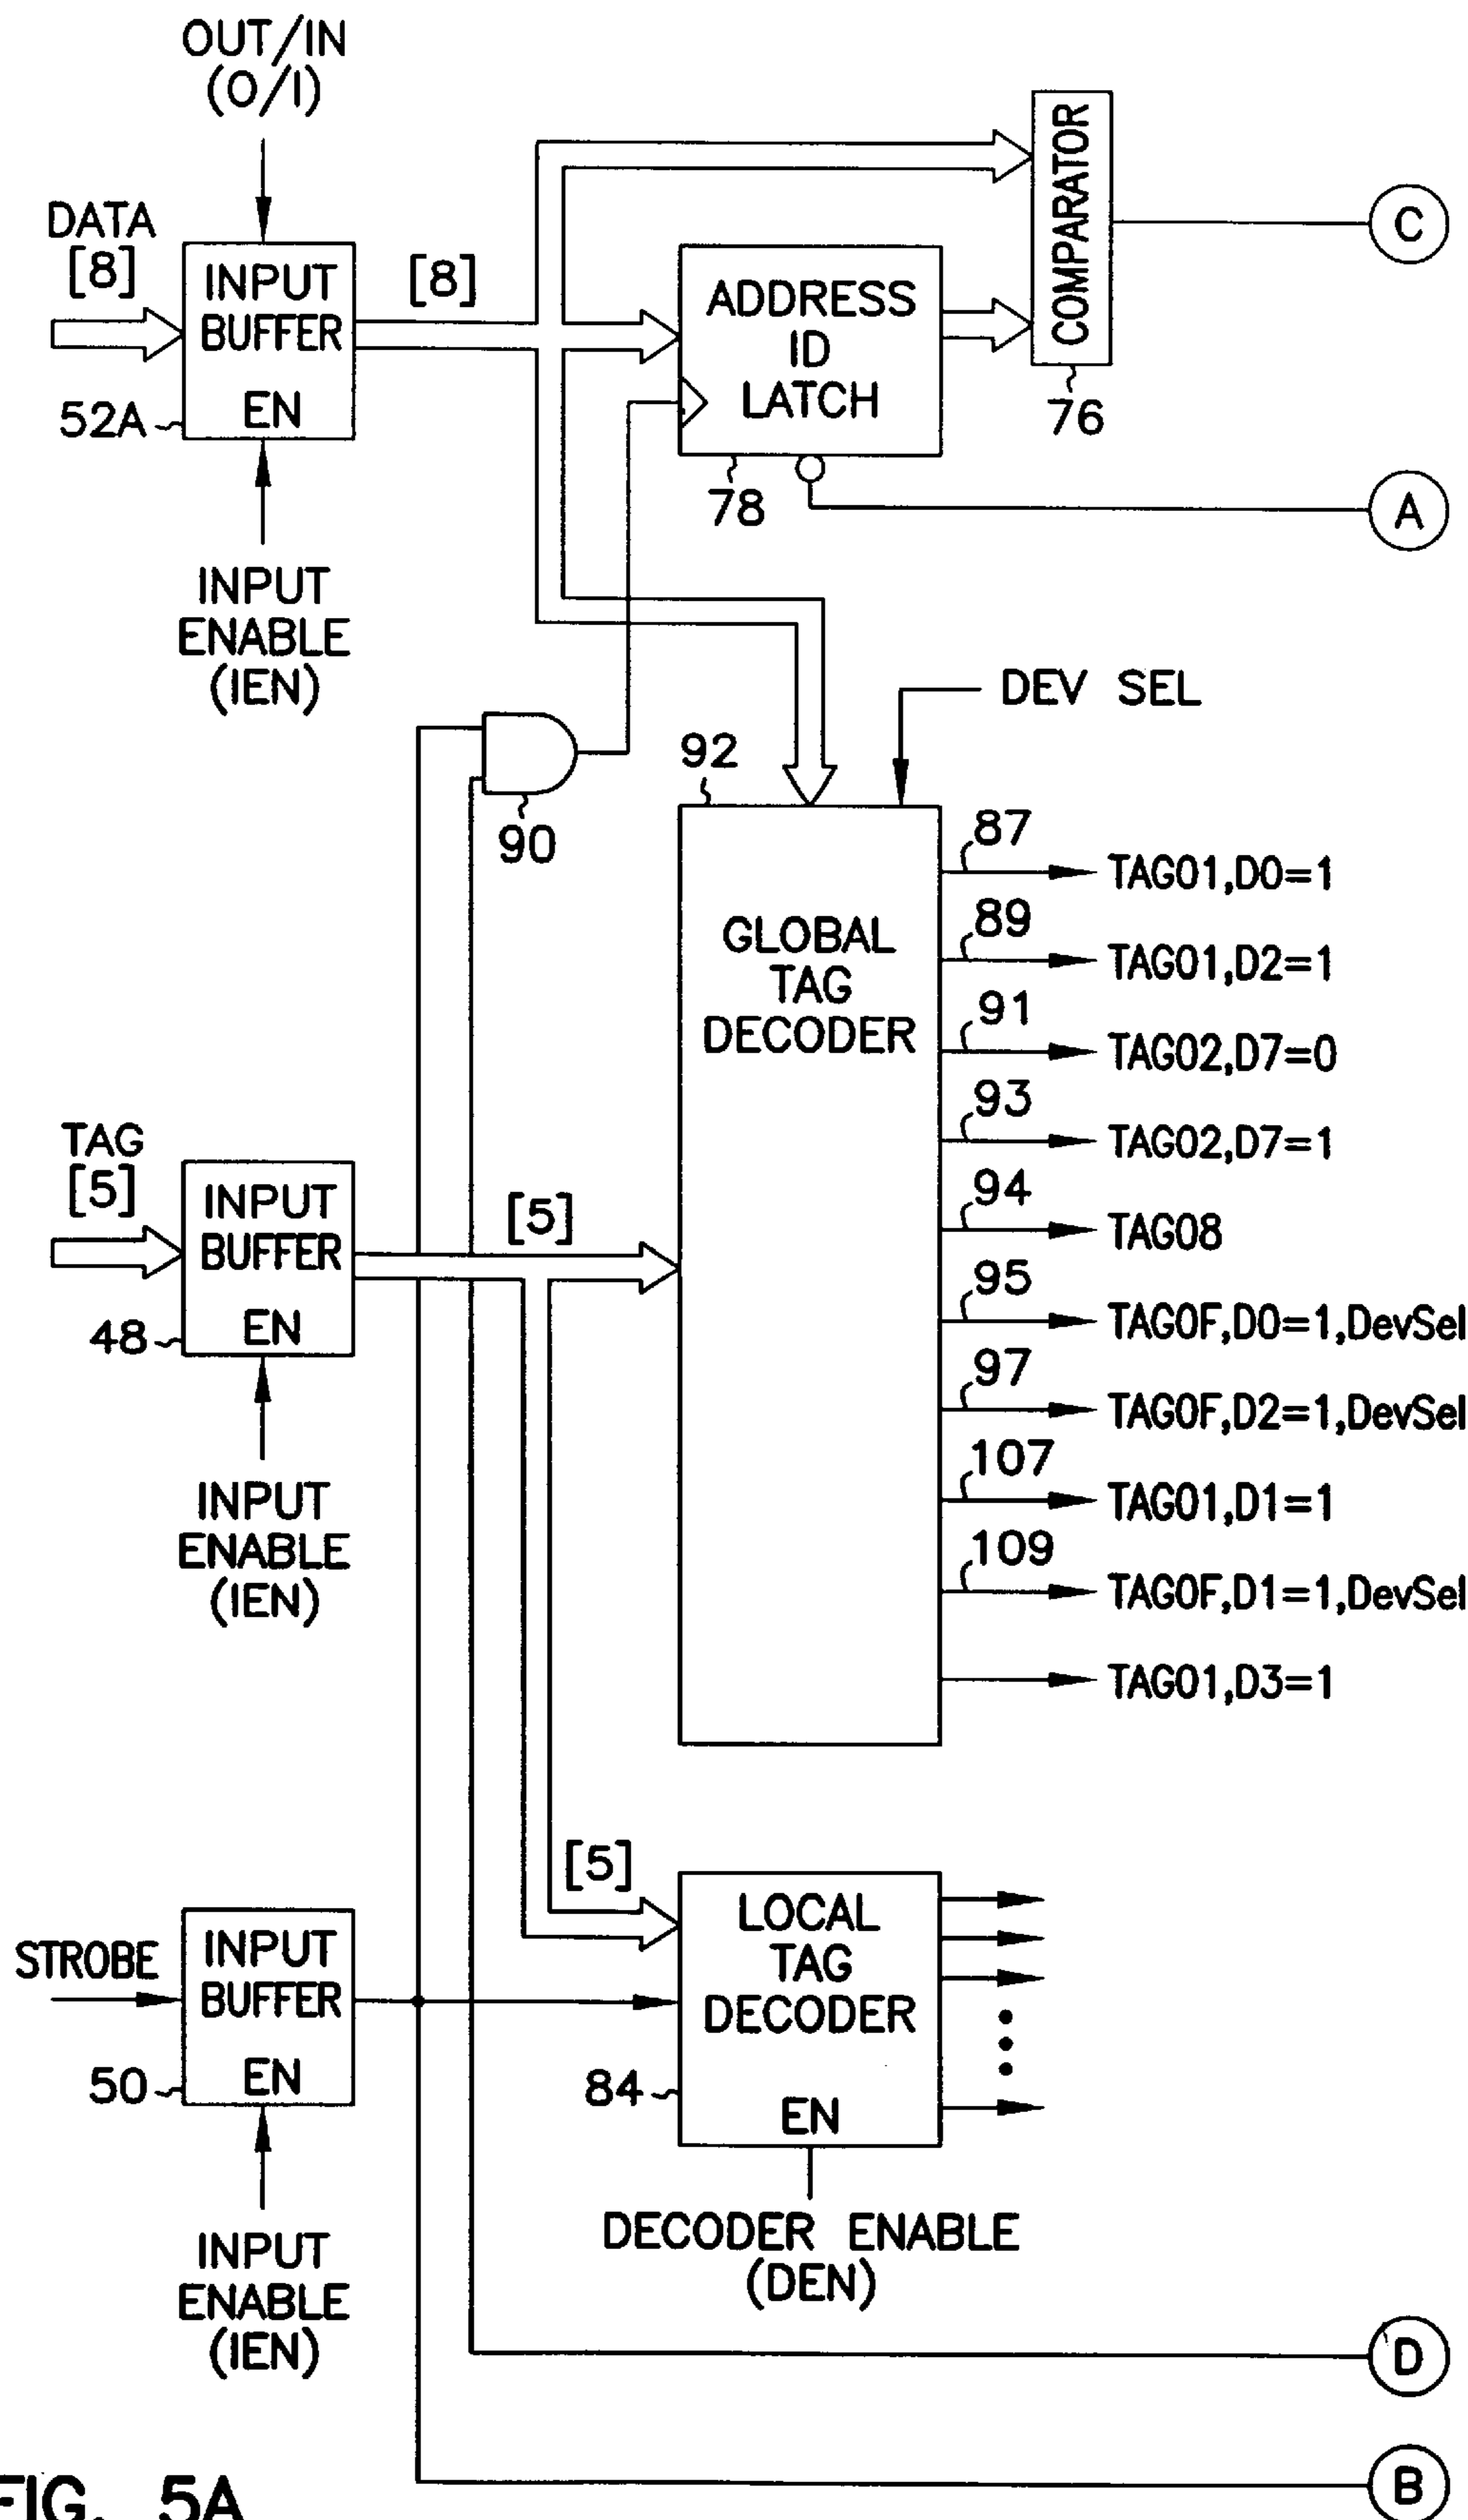 OUT/IN
(O/I)
DATA
[8]
INPUT
BUFFER
EN
52A
[8]
INPUT
ENABLE
(IEN)
ADDRESS
ID
LATCH
78
COMPARATOR
76
C
A
90
DEV SEL
92
GLOBAL
TAG
DECODER
87
TAG01,D0=1
89
TAG01,D2=1
91
TAG02,D7=0
93
TAG02,D7=1
94
TAG08
95
TAG0F,D0=1,DevSel
97
TAG0F,D2=1,DevSel
107
TAG01,D1=1
109
TAG0F,D1=1,DevSel
TAG01,D3=1
TAG
[5]
INPUT
BUFFER
EN
48
[5]
INPUT
ENABLE
(IEN)
[5]
STROBE
INPUT
BUFFER
EN
50
INPUT
ENABLE
(IEN)
LOCAL
TAG
DECODER
EN
84
DECODER ENABLE
(DEN)
D
B
FIG. 5A